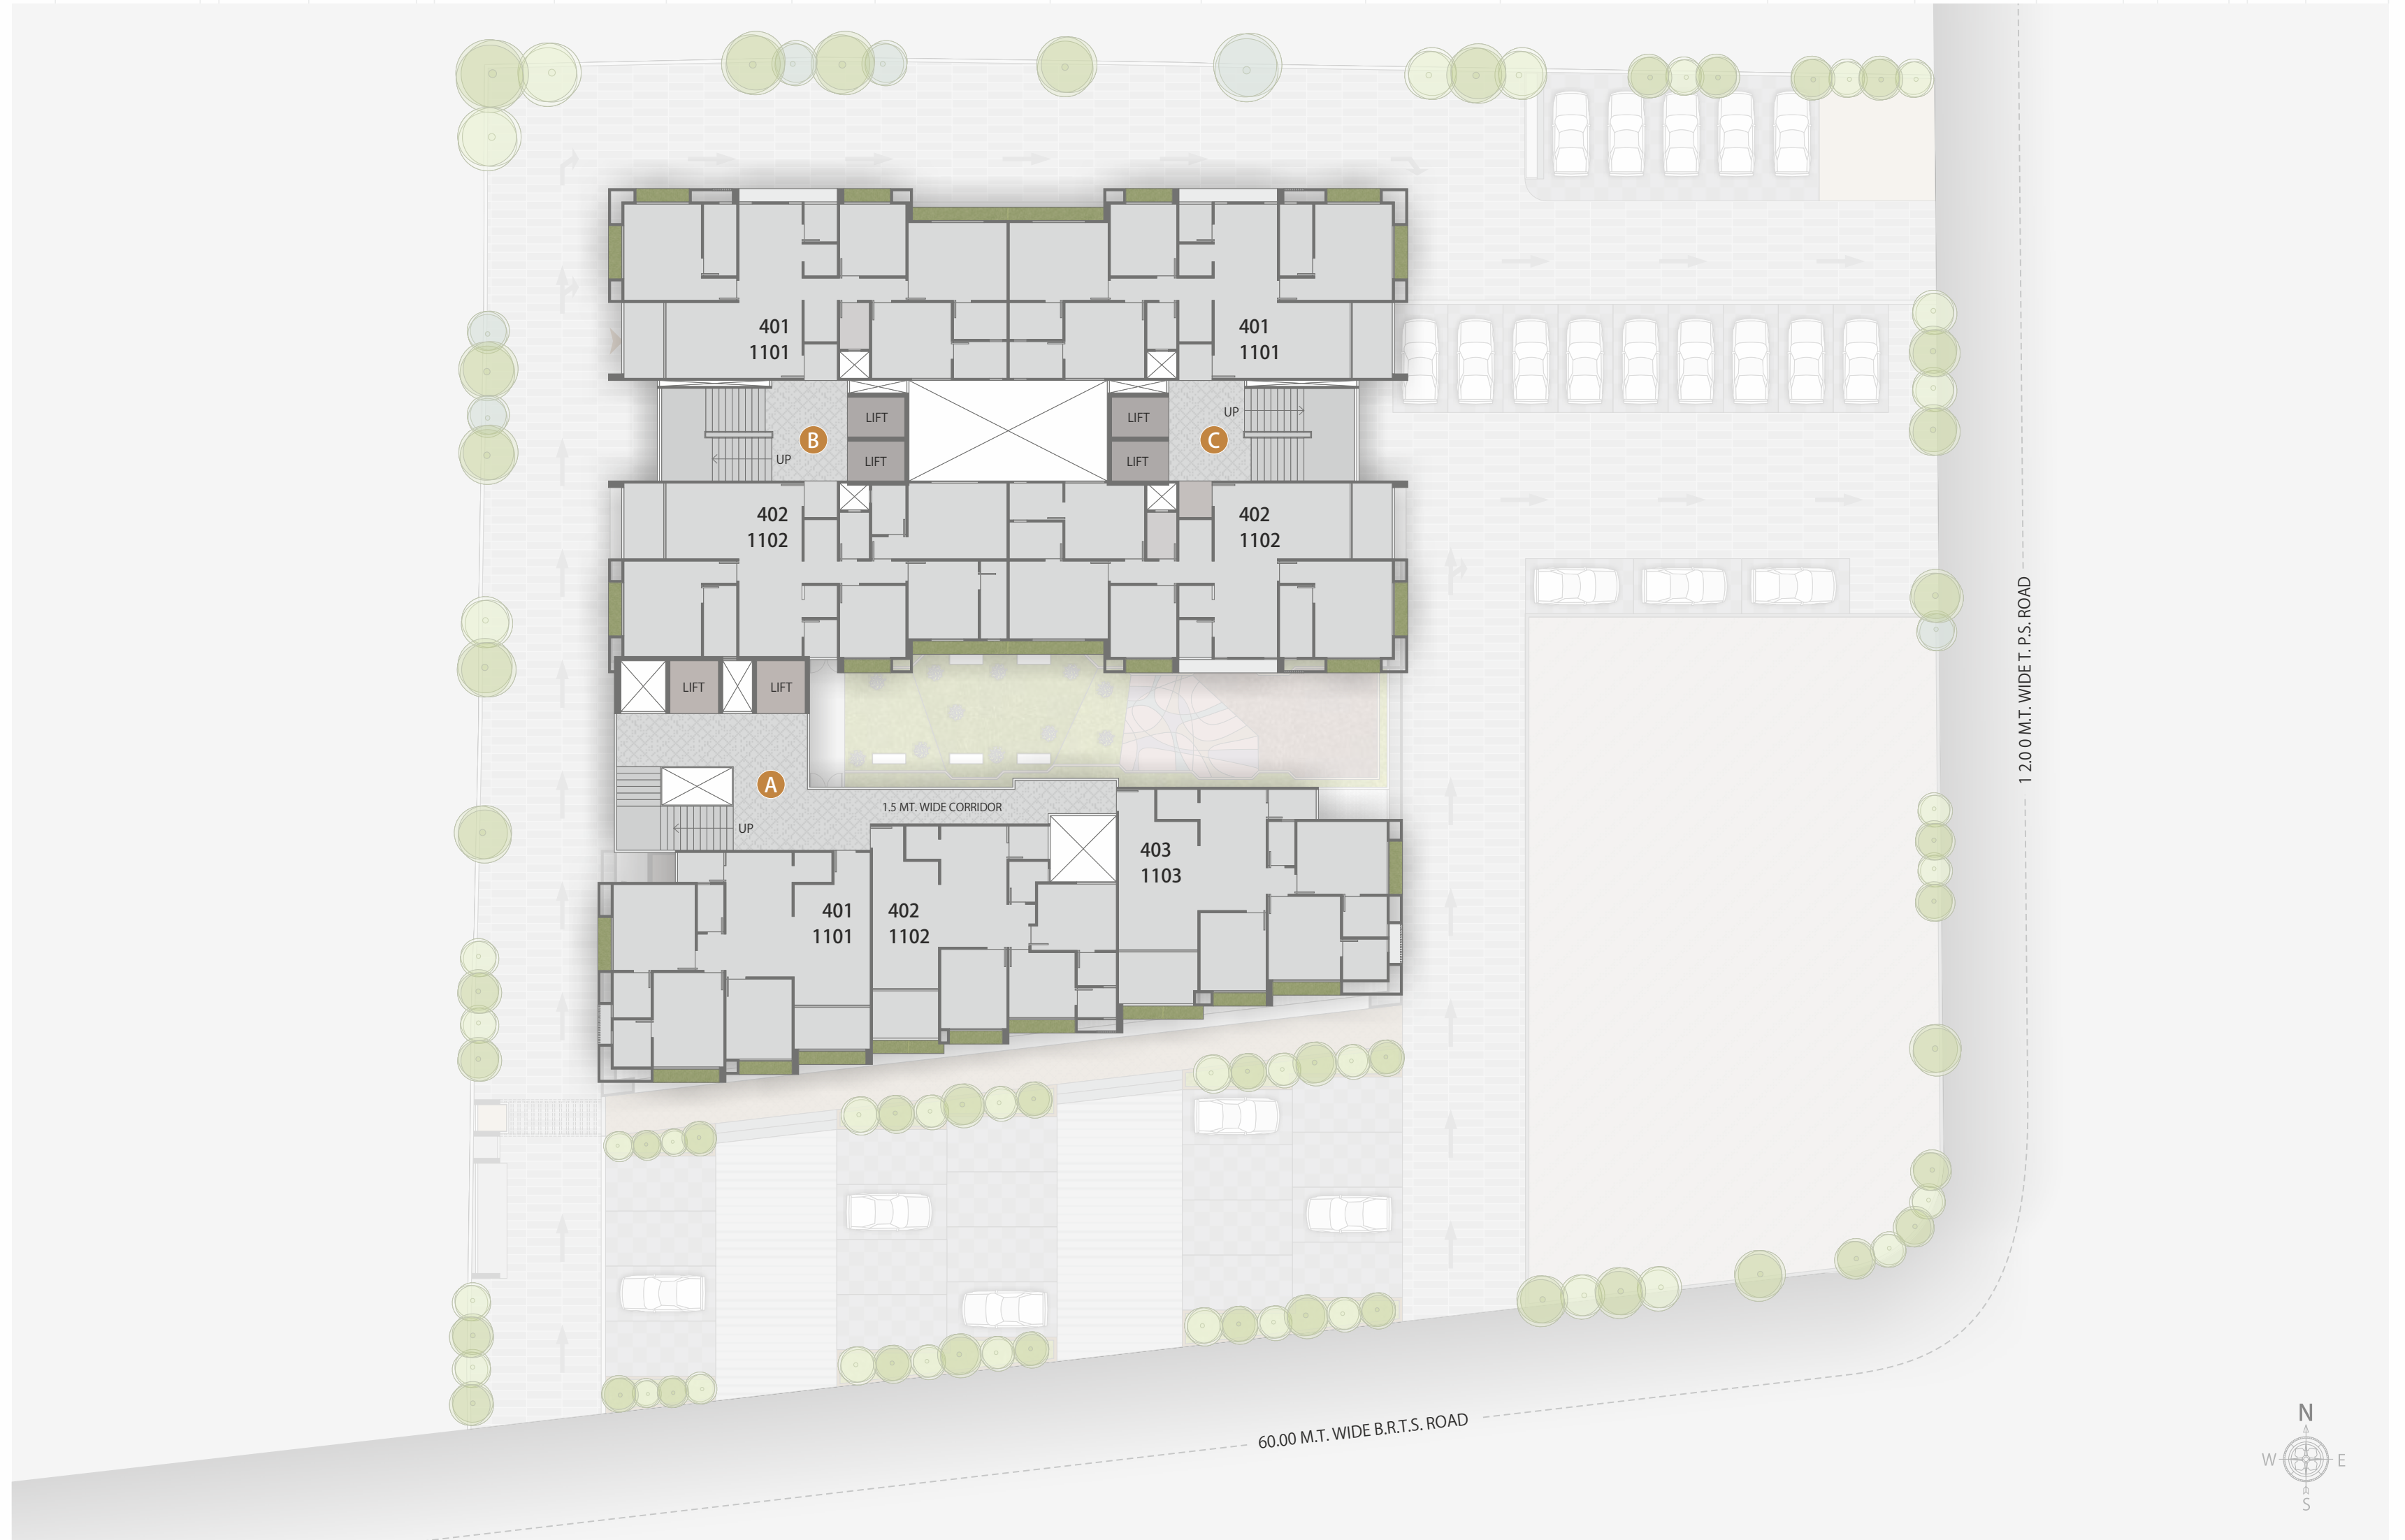 401
1101
401
1101
LIFT
LIFT
B
UP
LIFT
LIFT
UP
C
402
1102
402
1102
LIFT
LIFT
A
UP
1.5 MT. WIDE CORRIDOR
403
1103
401
1101
402
1102
12.00 M.T. WIDE T. P.S. ROAD
60.00 M.T. WIDE B.R.T.S. ROAD
N
W
E
S